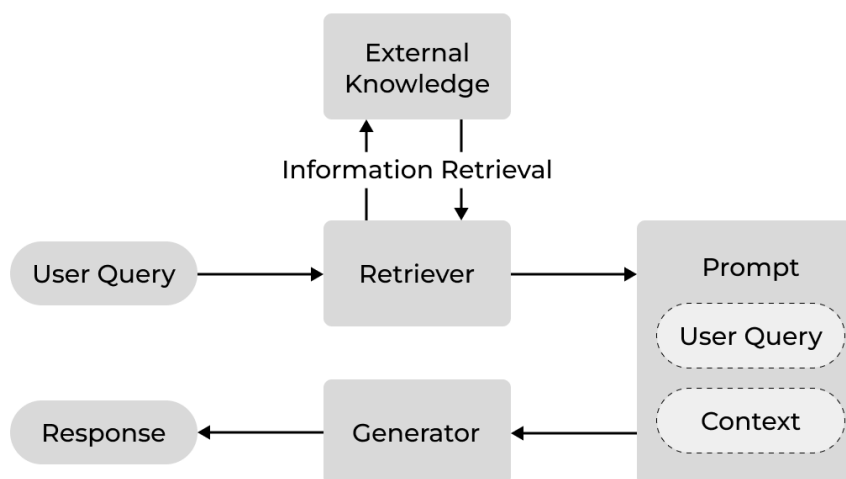 External
Knowledge
Information Retrieval
User Query
Retriever
Prompt
User Query
Context
Response
Generator